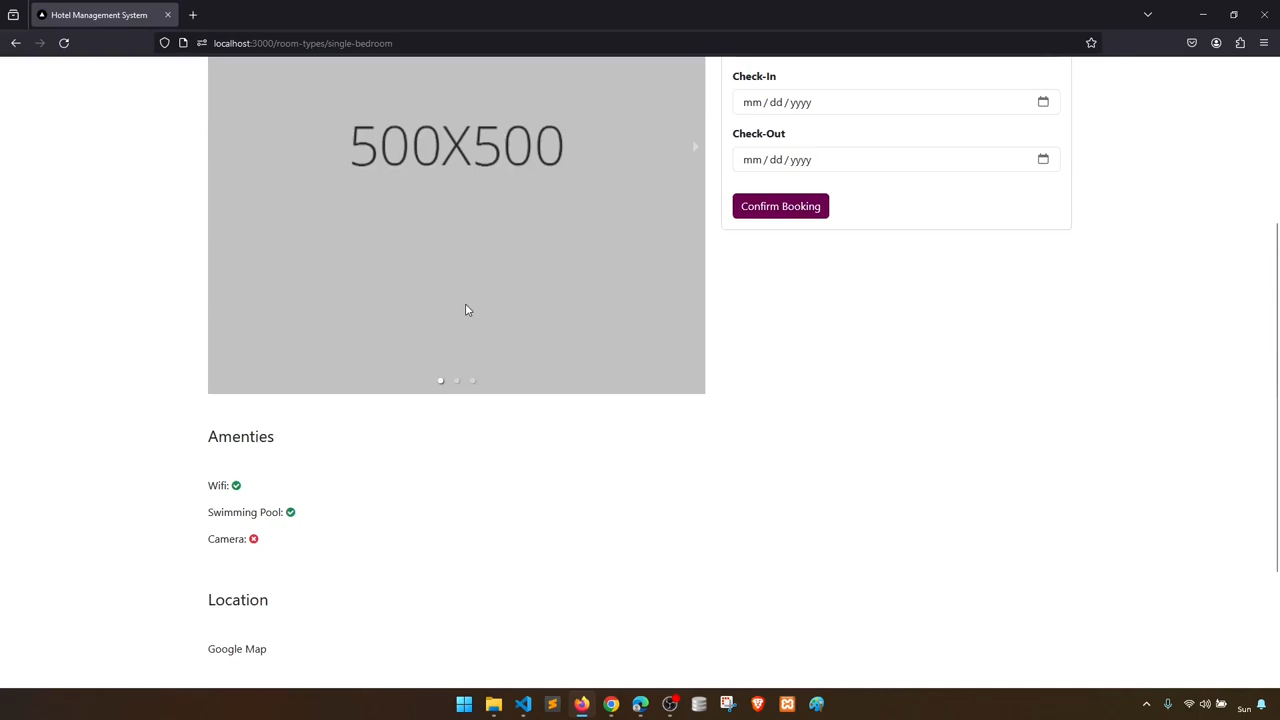 Hotel Management System
localhost:3000/room-types/single-bedroom
500X500
Check-In
mm / dd / yyyy
Check-Out
mm / dd / yyyy
Confirm Booking
Amenties
Wifi:
Swimming Pool:
Camera:
Location
Google Map
Sun